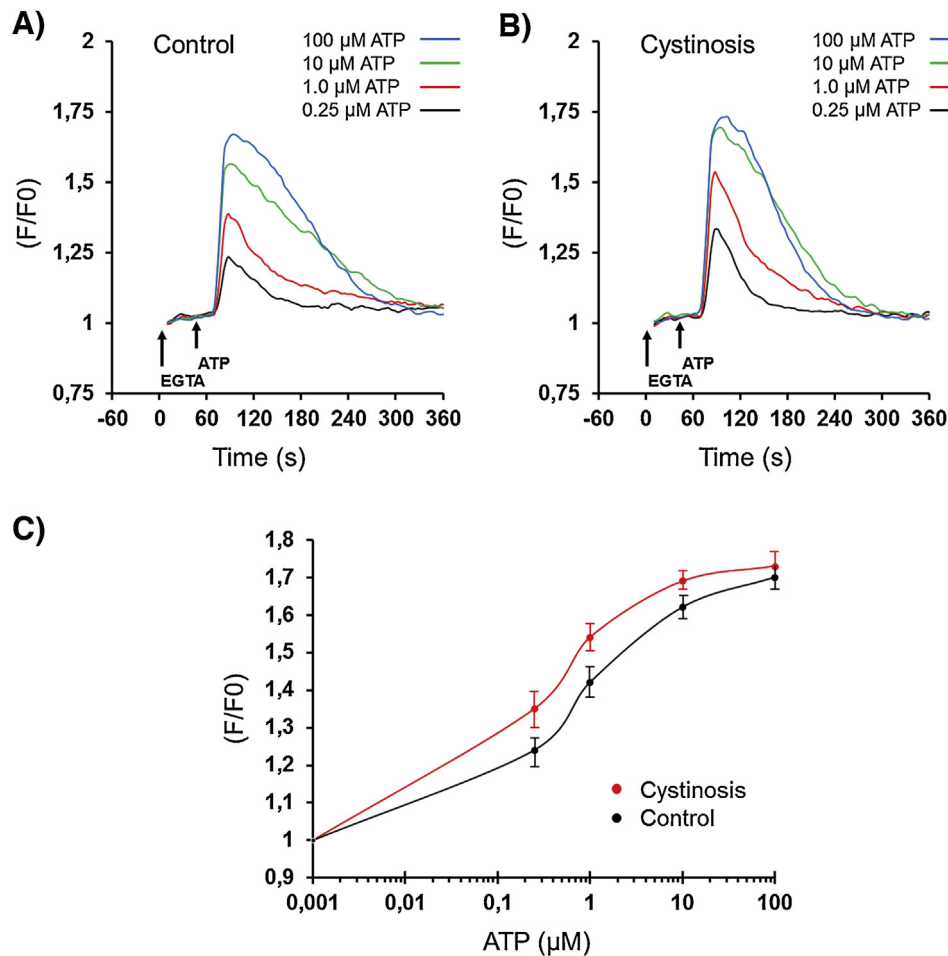 A)
Control
100 µM ATP
10 µM ATP
1.0 µM ATP
0.25 µM ATP
2
1,75
1,5
1,25
1
0,75
(F/F0)
EGTA
ATP
-60 0 60 120 180 240 300 360
Time (s)
B)
Cystinosis
100 µM ATP
10 µM ATP
1.0 µM ATP
0.25 µM ATP
2
1,75
1,5
1,25
1
0,75
(F/F0)
EGTA
ATP
-60 0 60 120 180 240 300 360
Time (s)
C)
1,8
1,7
1,6
1,5
1,4
1,3
1,2
1,1
1
0,9
(F/F0)
Cystinosis
Control
0,001 0,01 0,1 1 10 100
ATP (µM)